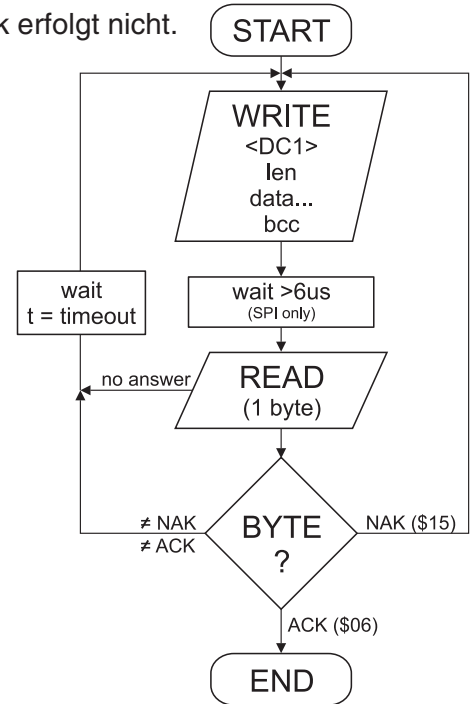 k erfolgt nicht.
START
WRITE
<DC1>
len
data...
bcc
wait
t = timeout
wait >6us
(SPI only)
no answer
READ
(1 byte)
≠ NAK
≠ ACK
BYTE
?
NAK ($15)
ACK ($06)
END